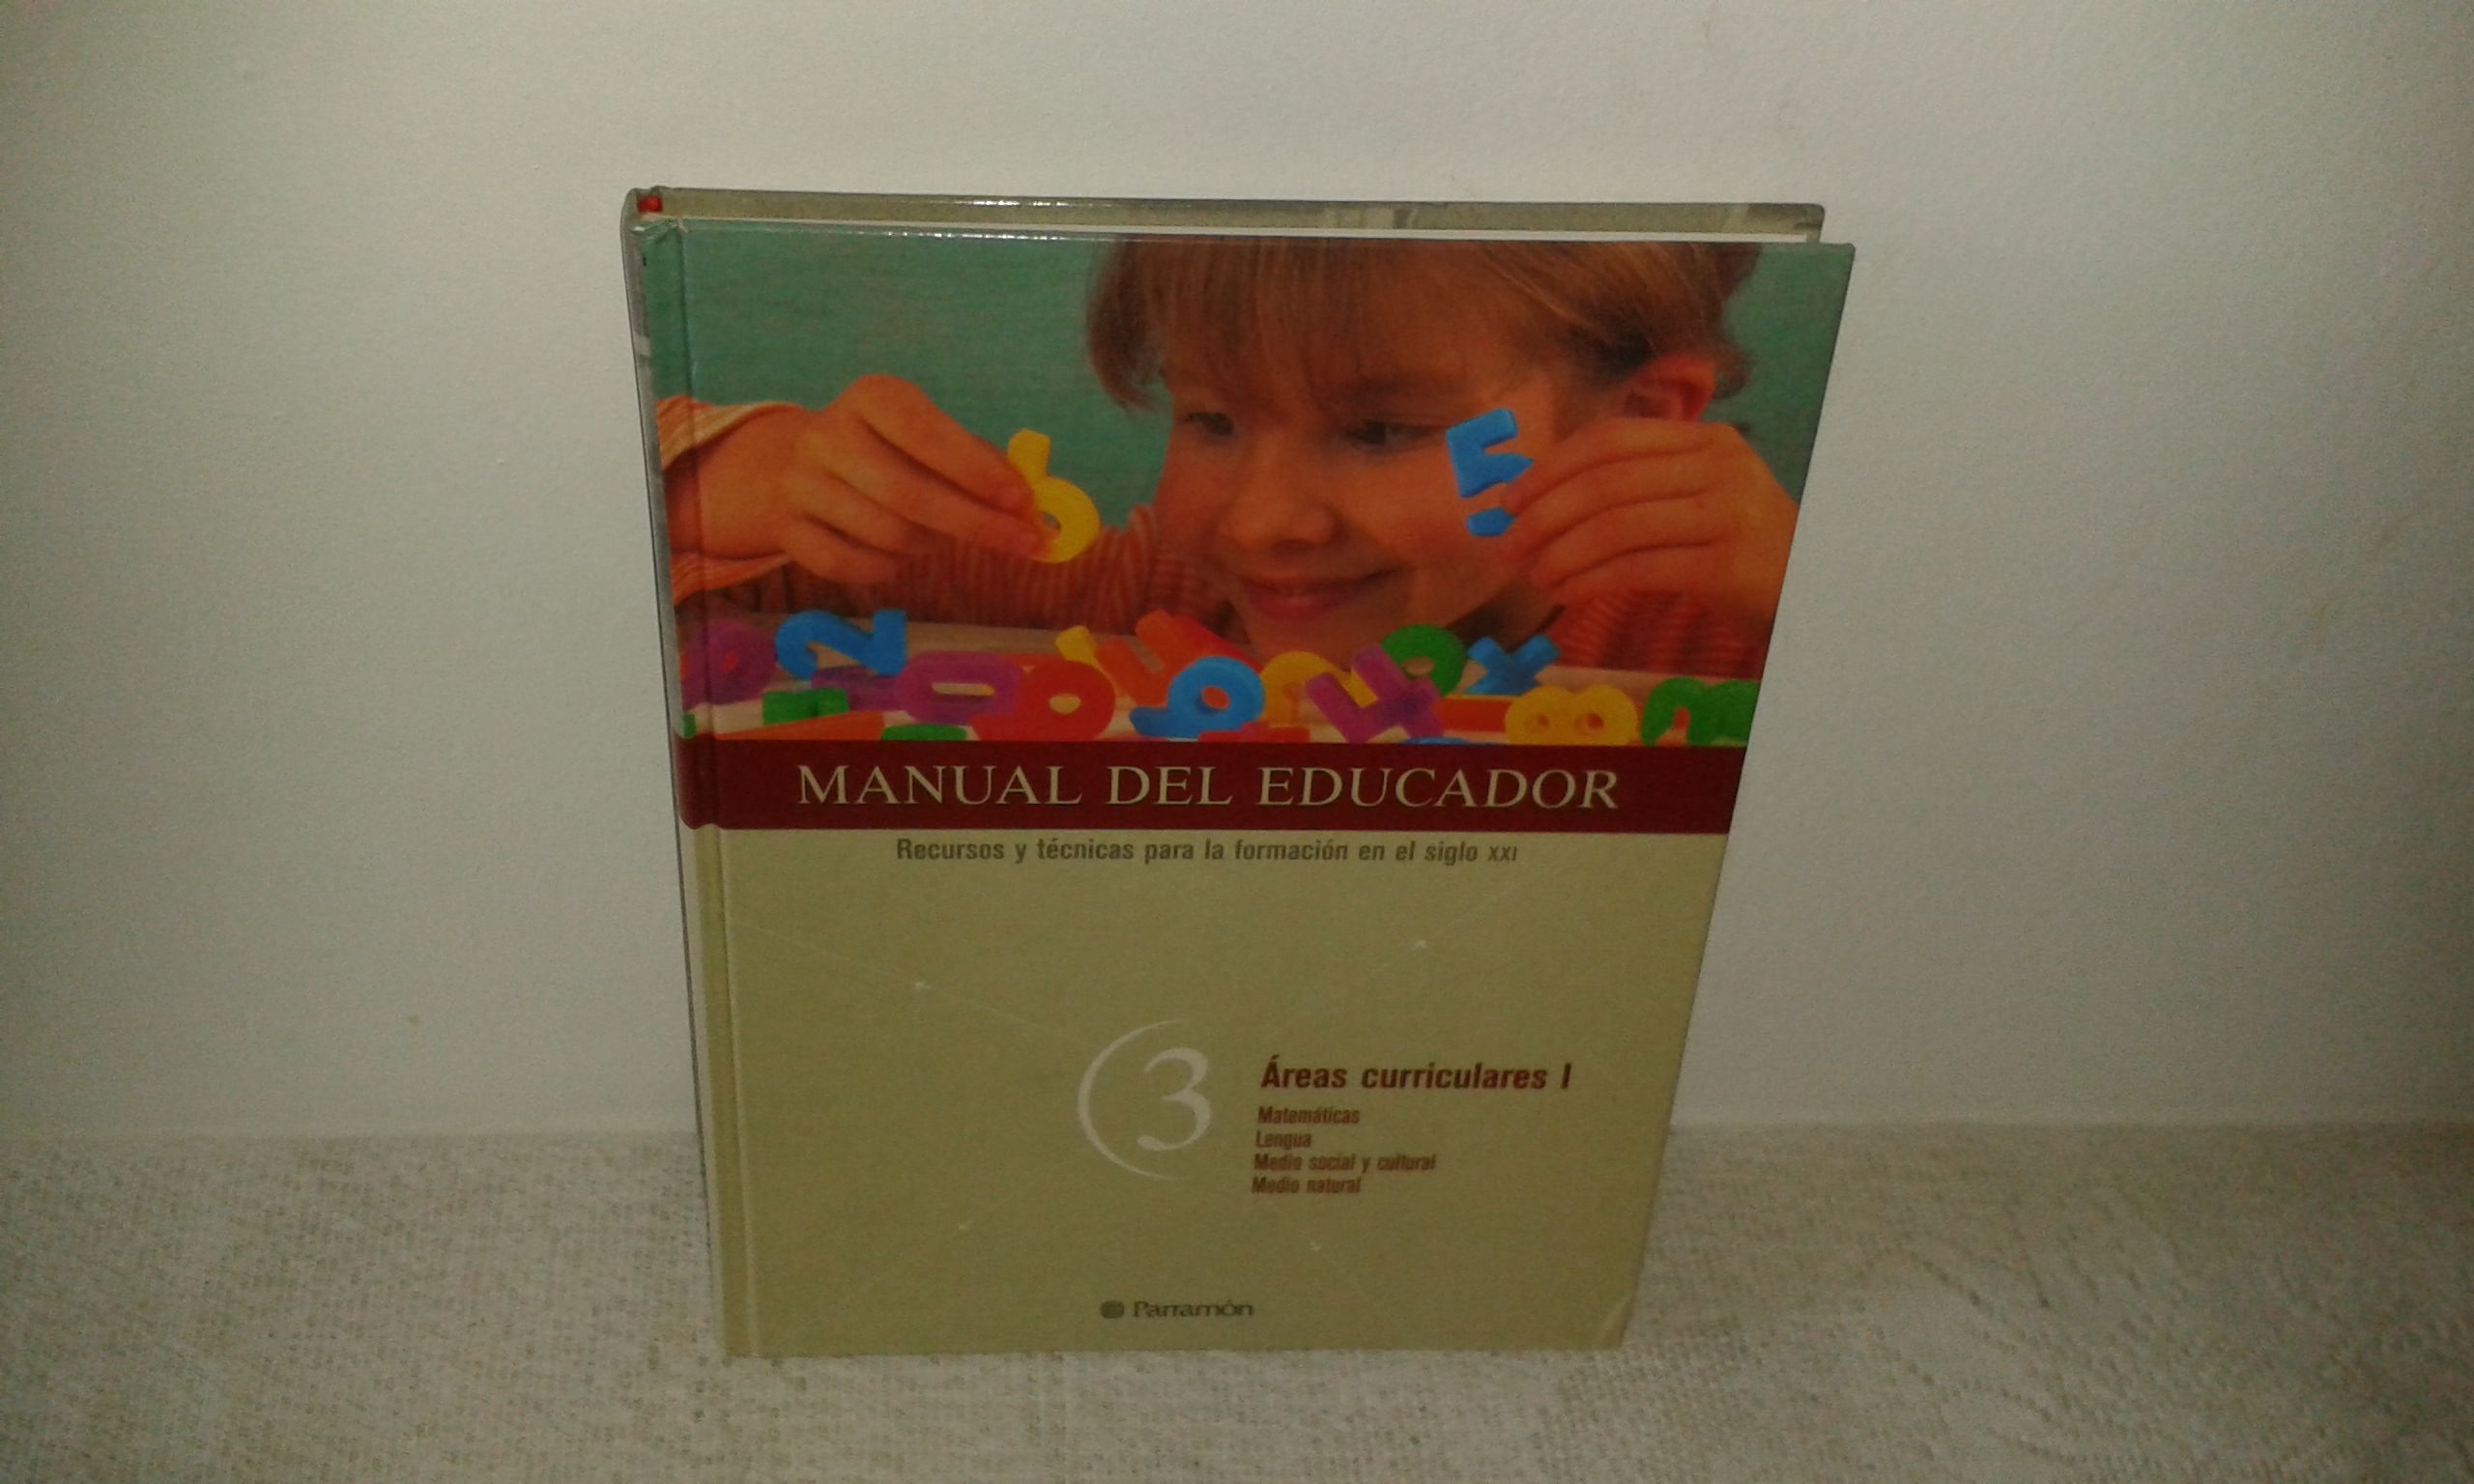 MANUAL DEL EDUCADOR
Recursos y técnicas para la formación en el siglo XXI
3
Áreas curriculares I
Matemáticas
Lengua
Medio social y cultural
Medio natural
Parramón